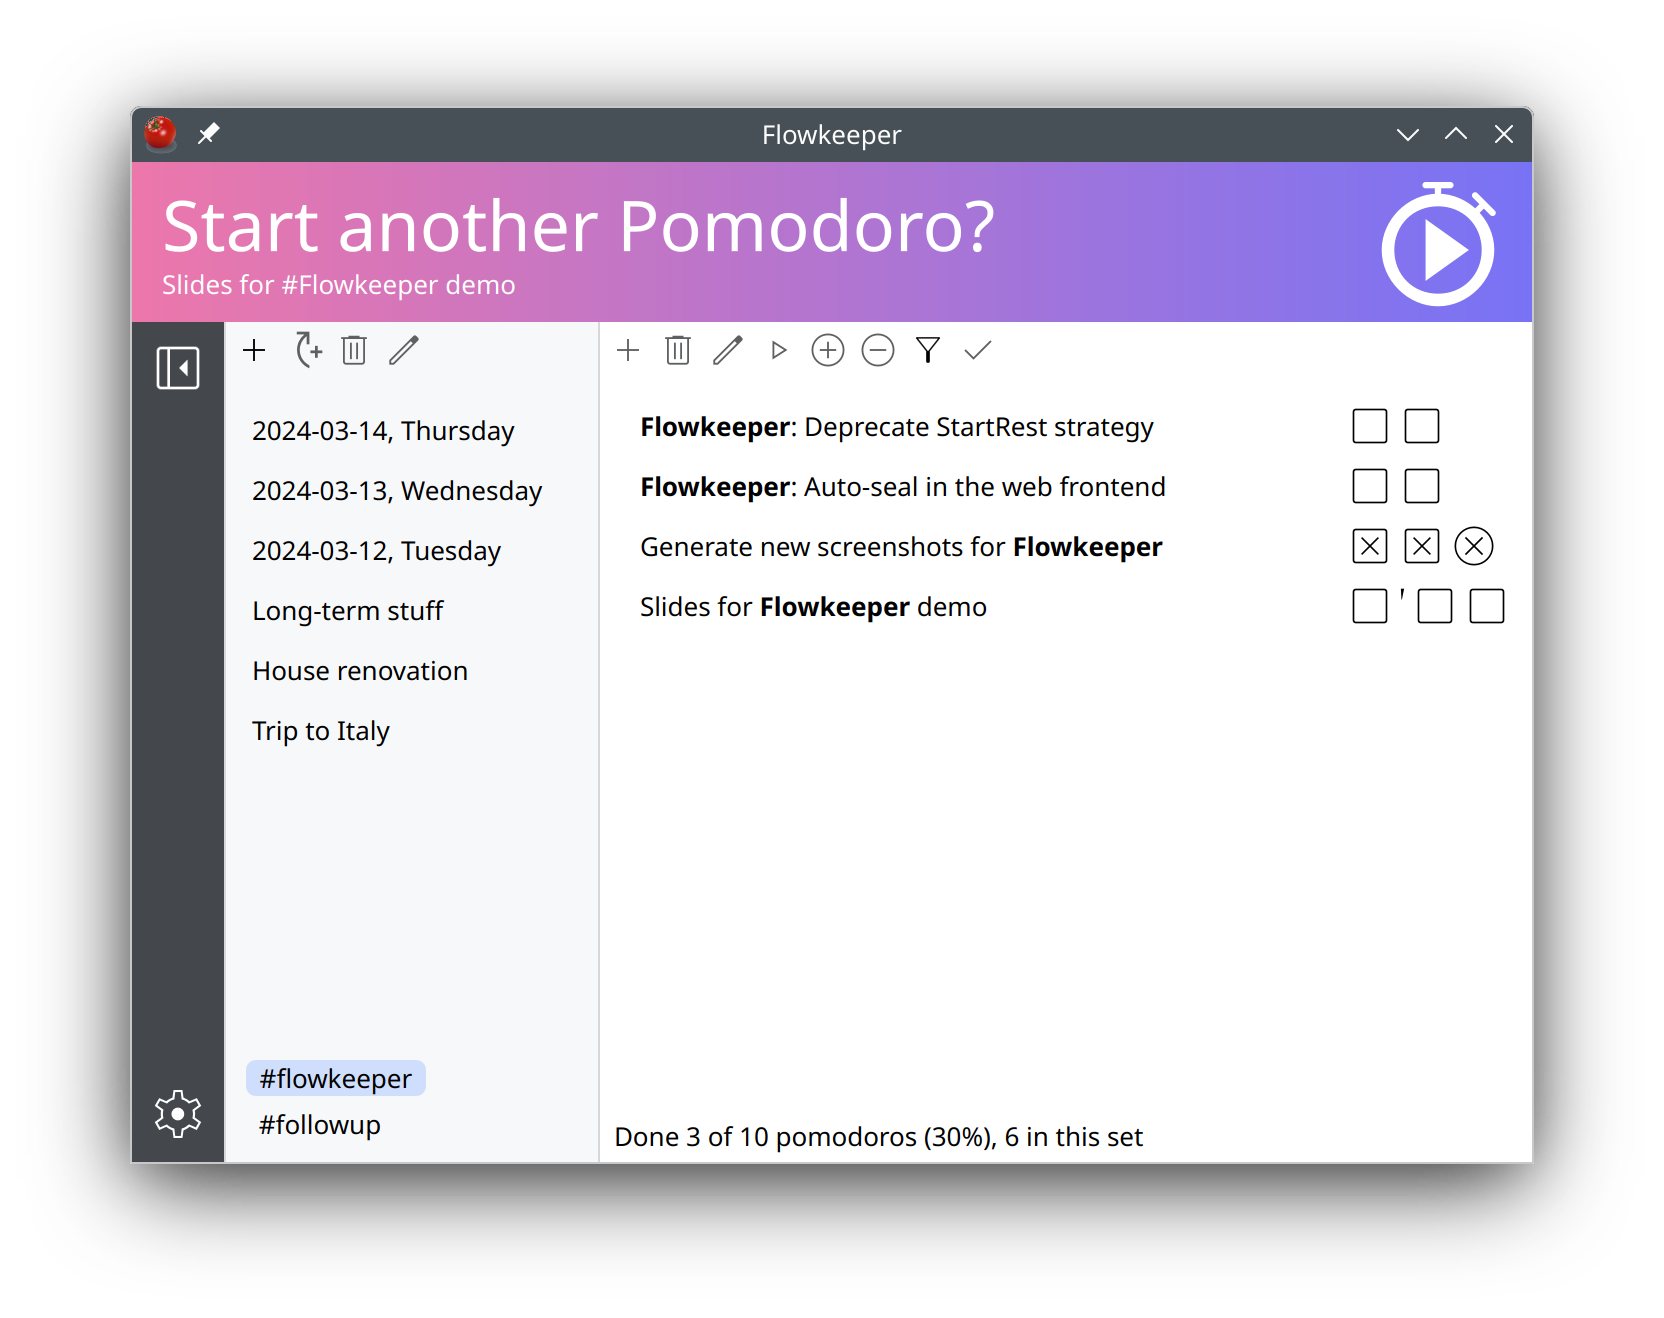 Flowkeeper
Start another Pomodoro?
Slides for #Flowkeeper demo
2024-03-14, Thursday
2024-03-13, Wednesday
2024-03-12, Tuesday
Long-term stuff
House renovation
Trip to Italy
#flowkeeper
#followup
Flowkeeper: Deprecate StartRest strategy
Flowkeeper: Auto-seal in the web frontend
Generate new screenshots for Flowkeeper
Slides for Flowkeeper demo
Done 3 of 10 pomodoros (30%), 6 in this set